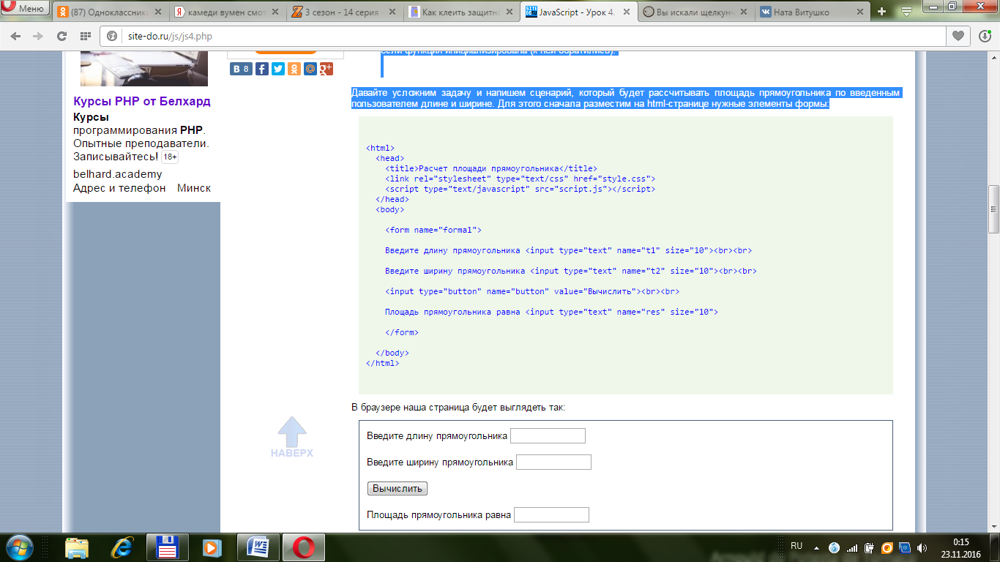 Меню
(87) Одноклассники
камеди вумен смот
3 сезон - 14 серия
Как клеить защитно
JavaScript - Урок 4.
Вы искали щелкунч
Ната Витушко
site-do.ru/js/js4.php
В 8
Курсы PHP от Белхард
Курсы
программирования PHP.
Опытные преподаватели.
Записывайтесь! 18+
belhard.academy
Адрес и телефон Минск
НАВЕРХ
если функция инициализирована (к ней обратились).
Давайте усложним задачу и напишем сценарий, который будет рассчитывать площадь прямоугольника по введенным
пользователем длине и ширине. Для этого сначала разместим на html-странице нужные элементы формы:
<html>
<head>
<title>Расчет площади прямоугольника</title>
<link rel="stylesheet" type="text/css" href="style.css">
<script type="text/javascript" src="script.js"></script>
</head>
<body>
<form name="forma1">
Введите длину прямоугольника <input type="text" name="t1" size="10"><br><br>
Введите ширину прямоугольника <input type="text" name="t2" size="10"><br><br>
<input type="button" name="button" value="Вычислить"><br><br>
Площадь прямоугольника равна <input type="text" name="res" size="10">
</form>
</body>
</html>
В браузере наша страница будет выглядеть так:
Введите длину прямоугольника
Введите ширину прямоугольника
Вычислить
Площадь прямоугольника равна
RU
0:15
23.11.2016